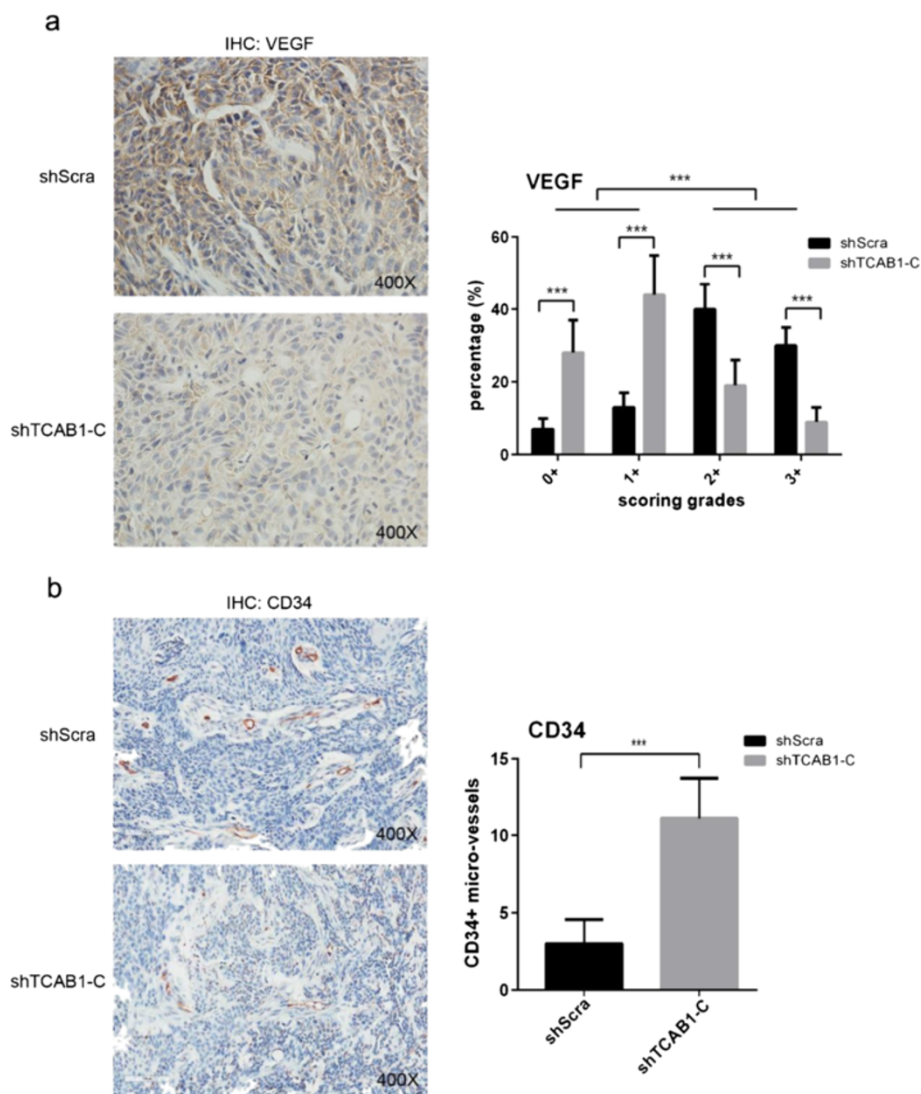 a
IHC: VEGF
shScra
400X
shTCAB1-C
400X
VEGF
***
***
***
***
***
shScra
shTCAB1-C
percentage (%)
60
40
20
0
0+
1+
2+
3+
scoring grades
b
IHC: CD34
shScra
400X
shTCAB1-C
400X
CD34
***
shScra
shTCAB1-C
CD34+ micro-vessels
15
10
5
0
shScra
shTCAB1-C